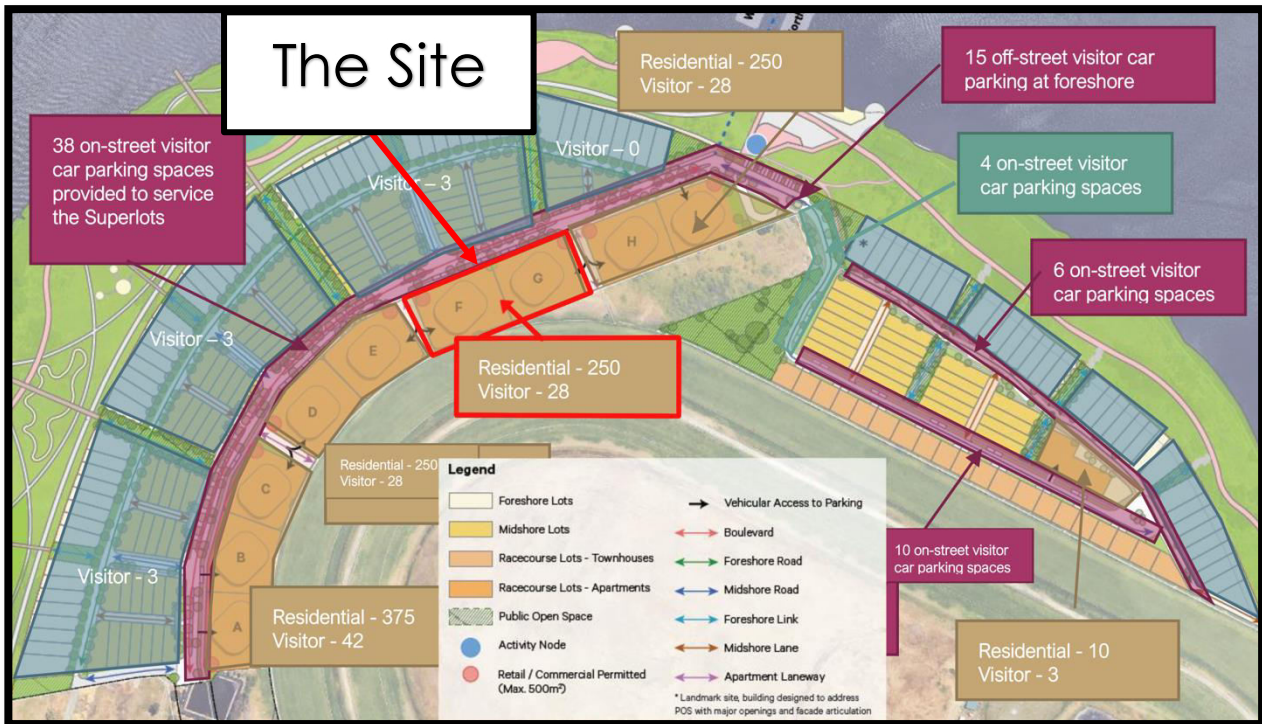 The Site
Residential - 250
Visitor - 28
15 off-street visitor car
parking at foreshore
38 on-street visitor
car parking spaces
provided to service
the Superlots
Visitor – 0
Visitor – 3
4 on-street visitor
car parking spaces
6 on-street visitor
car parking spaces
H
G
F
E
D
C
B
A
*
Visitor – 3
Visitor - 3
Residential - 250
Visitor - 28
Residential - 250
Visitor - 28
Residential - 375
Visitor - 42
10 on-street visitor
car parking spaces
Residential - 10
Visitor - 3
Legend
Foreshore Lots
Midshore Lots
Racecourse Lots - Townhouses
Racecourse Lots - Apartments
Public Open Space
Activity Node
Retail / Commercial Permitted
(Max. 500m²)
Vehicular Access to Parking
Boulevard
Foreshore Road
Midshore Road
Foreshore Link
Midshore Lane
Apartment Laneway
* Landmark site, building designed to address
POS with major openings and facade articulation